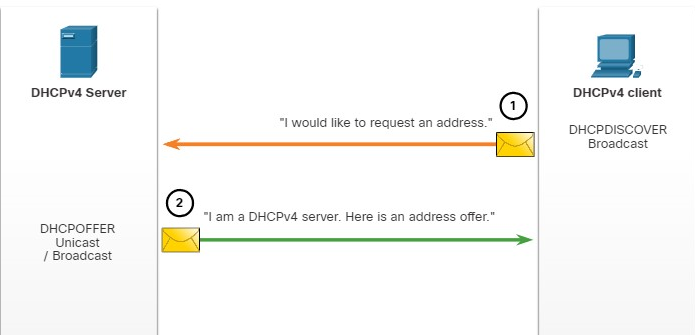 DHCPv4 Server
DHCPv4 client
1
"I would like to request an address."
DHCPDISCOVER
Broadcast
2
"I am a DHCPv4 server. Here is an address offer."
DHCPOFFER
Unicast
/ Broadcast